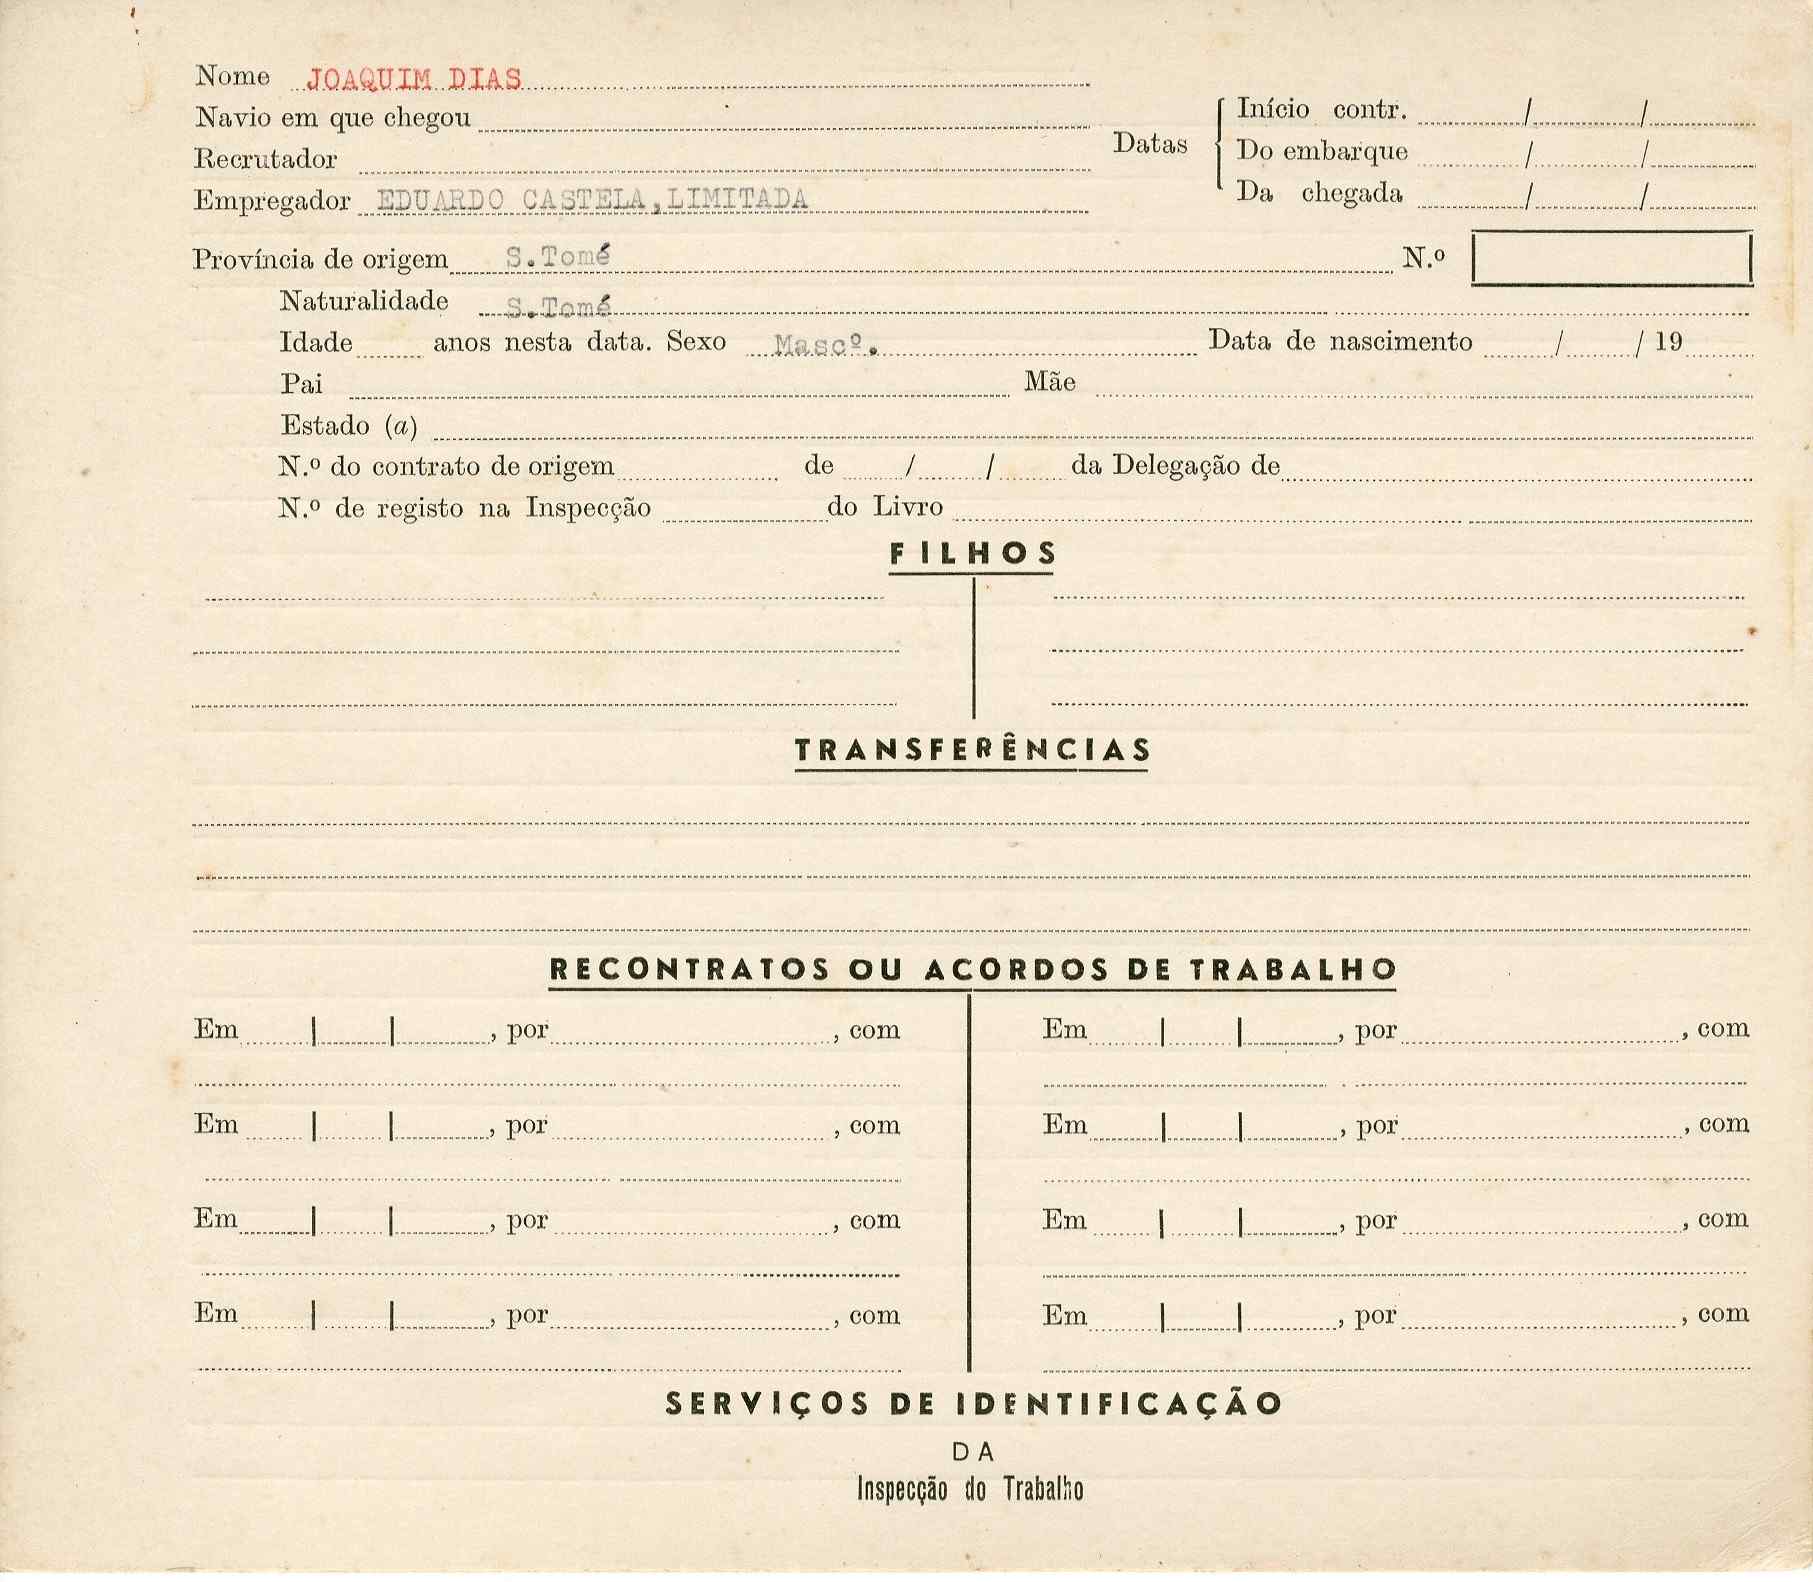 Nome JOAQUIM DIAS
Navio em que chegou
Recrutador
Empregador EDUARDO CASTELA, LIMITADA
Datas
Início contr. / /
Do embarque / /
Da chegada / /
Província de origem S.Tomé N.º
Naturalidade S.Tomé
Idade anos nesta data. Sexo Mascº. Data de nascimento / / 19
Pai Mãe
Estado (a)
N.º do contrato de origem de / / da Delegação de
N.º de registo na Inspecção do Livro
FILHOS
TRANSFERÊNCIAS
RECONTRATOS OU ACORDOS DE TRABALHO
Em | | , por , com Em | | , por , com
Em | | , por , com Em | | , por , com
Em | | , por , com Em | | , por , com
Em | | , por , com Em | | , por , com
SERVIÇOS DE IDENTIFICAÇÃO
DA
Inspecção do Trabalho